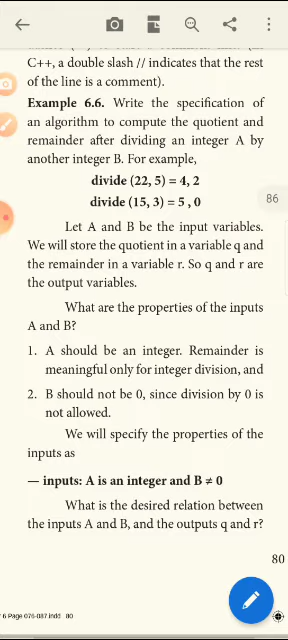 C++, a double slash // indicates that the rest
of the line is a comment).
Example 6.6. Write the specification of
an algorithm to compute the quotient and
remainder after dividing an integer A by
another integer B. For example,
divide (22, 5) = 4, 2
divide (15, 3) = 5 , 0
86
Let A and B be the input variables.
We will store the quotient in a variable q and
the remainder in a variable r. So q and r are
the output variables.
What are the properties of the inputs
A and B?
1. A should be an integer. Remainder is
meaningful only for integer division, and
2. B should not be 0, since division by 0 is
not allowed.
We will specify the properties of the
inputs as
— inputs: A is an integer and B ≠ 0
What is the desired relation between
the inputs A and B, and the outputs q and r?
80
6 Page 076-087.indd 80